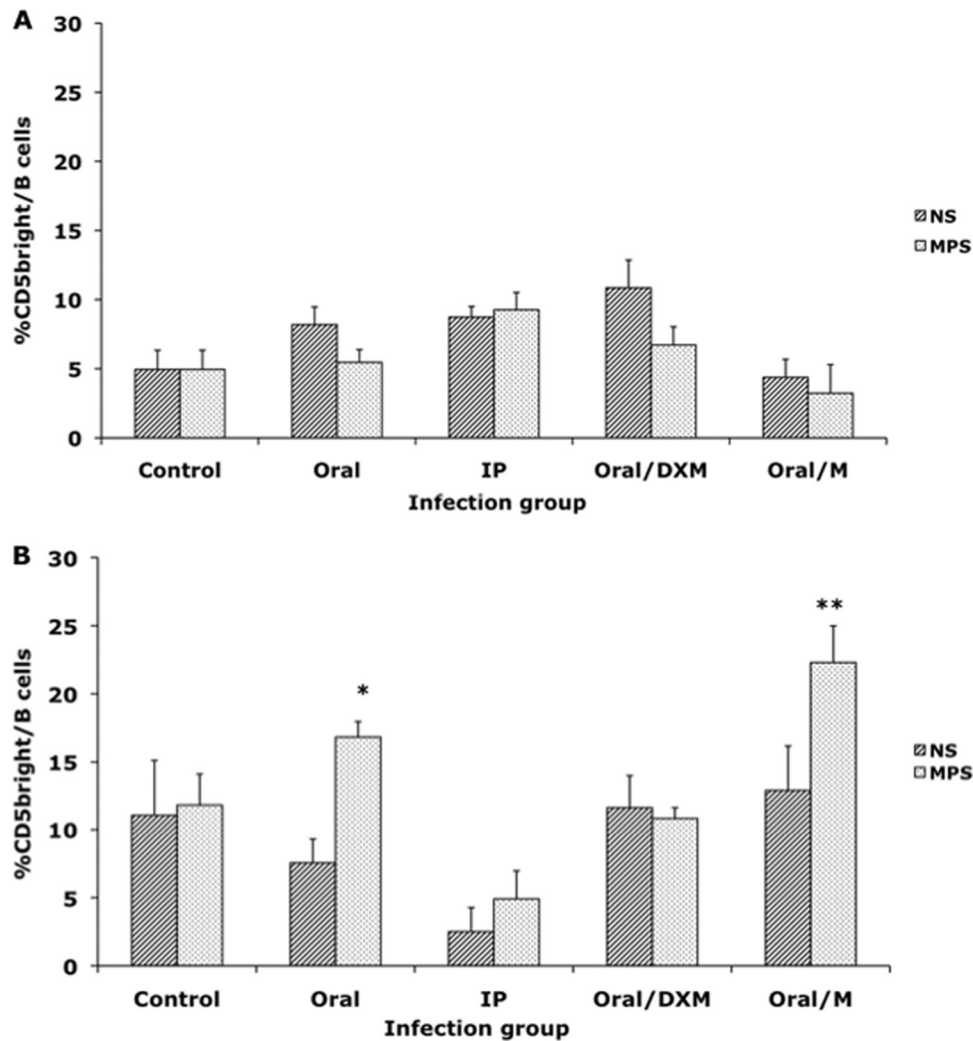 A
30
25
20
15
10
5
0
%CD5bright/B cells
NS
MPS
Control Oral IP Oral/DXM Oral/M
Infection group
B
30
25
20
15
10
5
0
%CD5bright/B cells
*
**
NS
MPS
Control Oral IP Oral/DXM Oral/M
Infection group